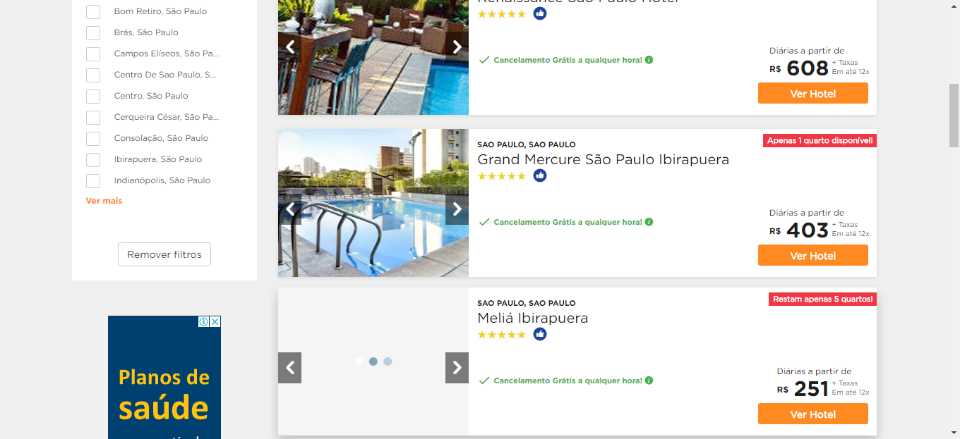 Bom Retiro, São Paulo
Brás, São Paulo
Campos Elíseos, São Pa...
Centro De Sao Paulo, S...
Centro, São Paulo
Cerqueira César, São Pa...
Consolação, São Paulo
Ibirapuera, São Paulo
Indianópolis, São Paulo
Ver mais
Remover filtros
Planos de
saúde
Renaissance São Paulo Hotel
Cancelamento Grátis a qualquer hora!
Diárias a partir de
R$ 608 + Taxas
Em até 12x
Ver Hotel
SAO PAULO, SAO PAULO
Apenas 1 quarto disponível!
Grand Mercure São Paulo Ibirapuera
Cancelamento Grátis a qualquer hora!
Diárias a partir de
R$ 403 + Taxas
Em até 12x
Ver Hotel
SAO PAULO, SAO PAULO
Restam apenas 5 quartos!
Meliá Ibirapuera
Cancelamento Grátis a qualquer hora!
Diárias a partir de
R$ 251 + Taxas
Em até 12x
Ver Hotel